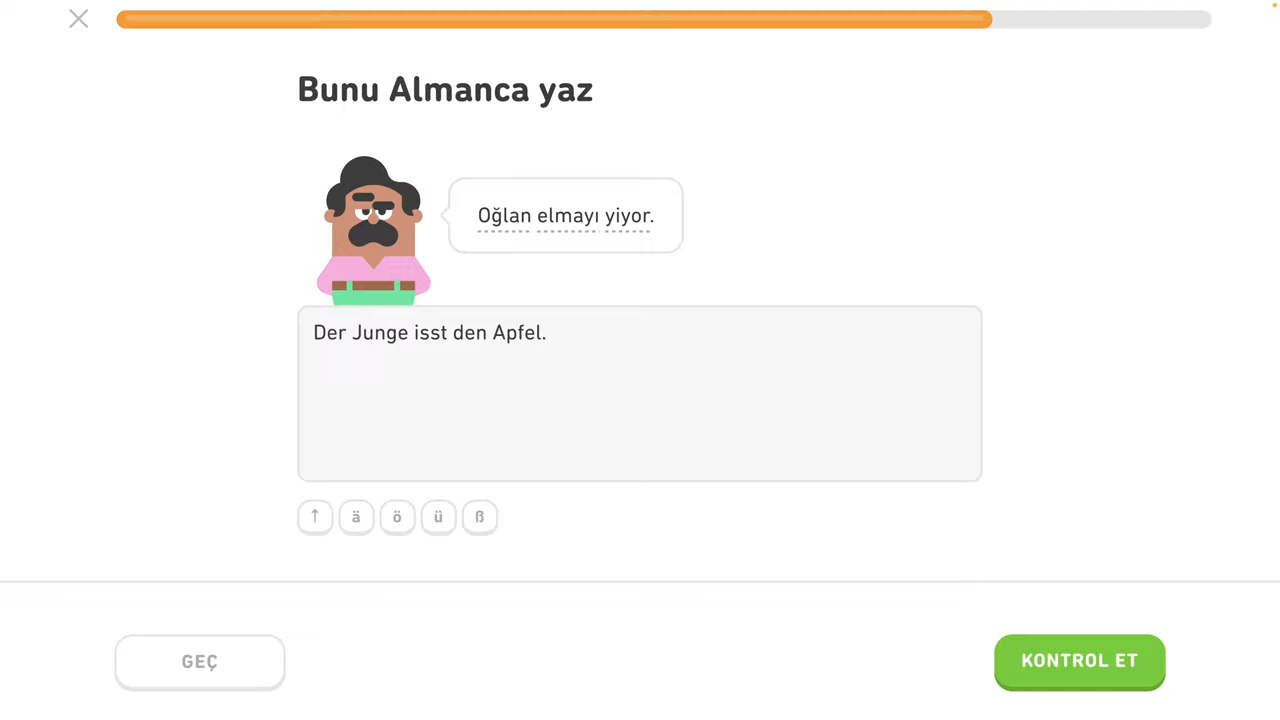 Bunu Almanca yaz
Oğlan elmayı yiyor.
Der Junge isst den Apfel.
↑ ä ö ü ß
GEÇ
KONTROL ET